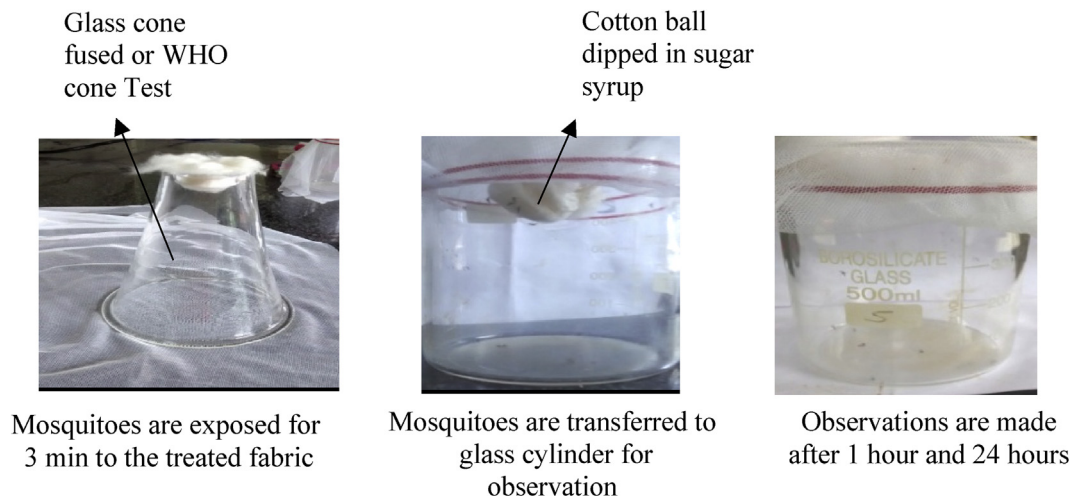 Glass cone
fused or WHO
cone Test
Cotton ball
dipped in sugar
syrup
BOROSILICATE
GLASS
500ml
S
Mosquitoes are exposed for
3 min to the treated fabric
Mosquitoes are transferred to
glass cylinder for
observation
Observations are made
after 1 hour and 24 hours